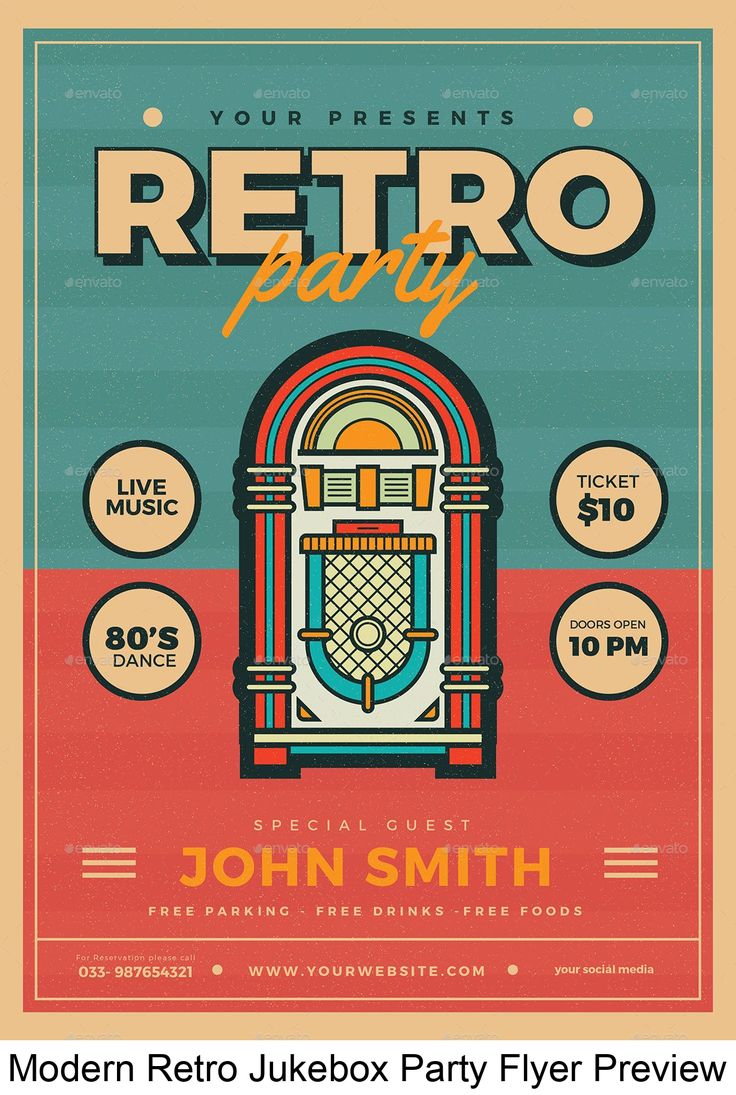 YOUR PRESENTS
RETRO
party
LIVE
MUSIC
TICKET
$10
80'S
DANCE
DOORS OPEN
10 PM
SPECIAL GUEST
JOHN SMITH
FREE PARKING - FREE DRINKS -FREE FOODS
For Reservation please call
033- 987654321
WWW.YOURWEBSITE.COM
your social media
envato
Modern Retro Jukebox Party Flyer Preview